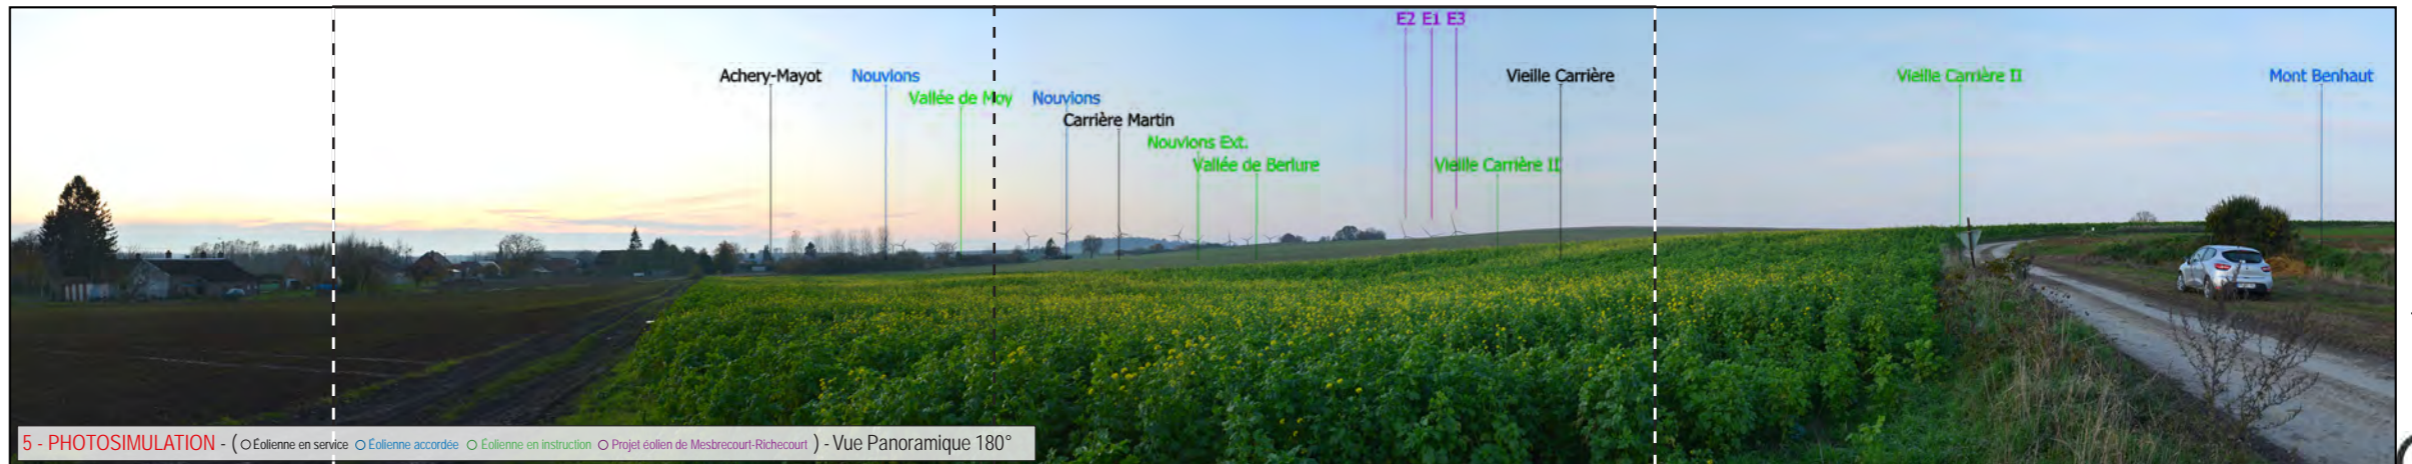 E2 E1 E3
Achery-Mayot Nouvions Vieille Carrière Vieille Carrière II Mont Benhaut
Vallée de Moy Nouvions
Carrière Martin
Nouvions Ext.
Vallée de Berlure Vieille Carrière II
5 - PHOTOSIMULATION - ( Éolienne en service Éolienne accordée Éolienne en instruction Projet éolien de Mesbrecourt-Richecourt ) - Vue Panoramique 180°